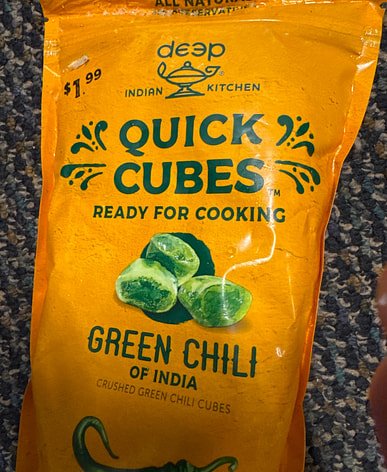 ALL NATURAL
deep
$1.99
INDIAN KITCHEN
QUICK
CUBES™
READY FOR COOKING
GREEN CHILI
OF INDIA
CRUSHED GREEN CHILI CUBES